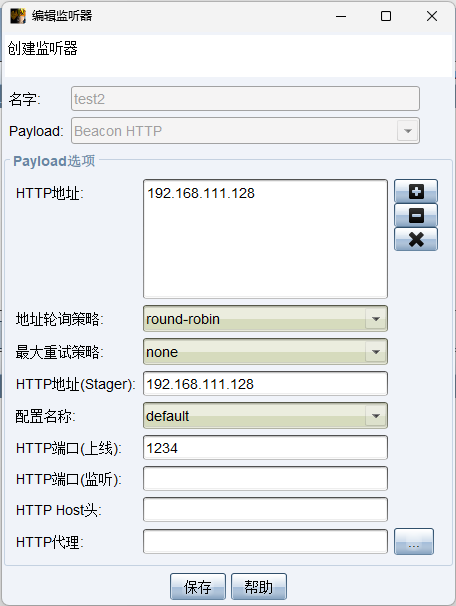 编辑监听器
创建监听器
名字: test2
Payload: Beacon HTTP
Payload选项
HTTP地址: 192.168.111.128
地址轮询策略: round-robin
最大重试策略: none
HTTP地址(Stager): 192.168.111.128
配置名称: default
HTTP端口(上线): 1234
HTTP端口(监听):
HTTP Host头:
HTTP代理: ...
保存 帮助